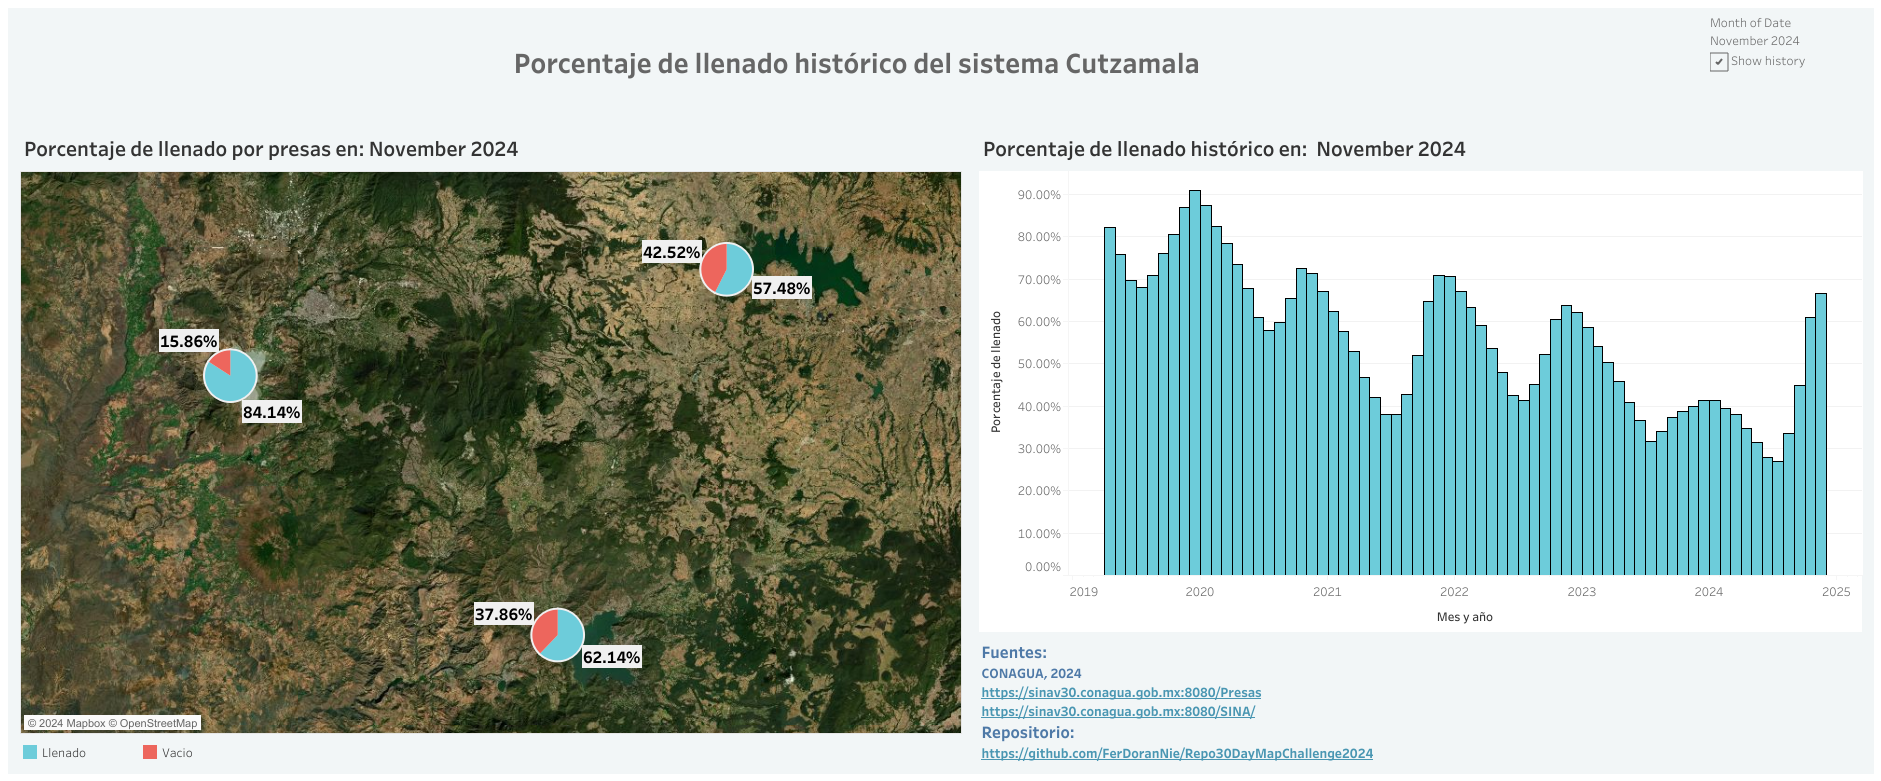 Month of Date
November 2024
Show history
Porcentaje de llenado histórico del sistema Cutzamala
Porcentaje de llenado por presas en: November 2024
42.52%
57.48%
15.86%
84.14%
37.86%
62.14%
© 2024 Mapbox © OpenStreetMap
Llenado
Vacio
Porcentaje de llenado histórico en: November 2024
Porcentaje de llenado
90.00%
80.00%
70.00%
60.00%
50.00%
40.00%
30.00%
20.00%
10.00%
0.00%
2019 2020 2021 2022 2023 2024 2025
Mes y año
Fuentes:
CONAGUA, 2024
https://sinav30.conagua.gob.mx:8080/Presas
https://sinav30.conagua.gob.mx:8080/SINA/
Repositorio:
https://github.com/FerDoranNie/Repo30DayMapChallenge2024